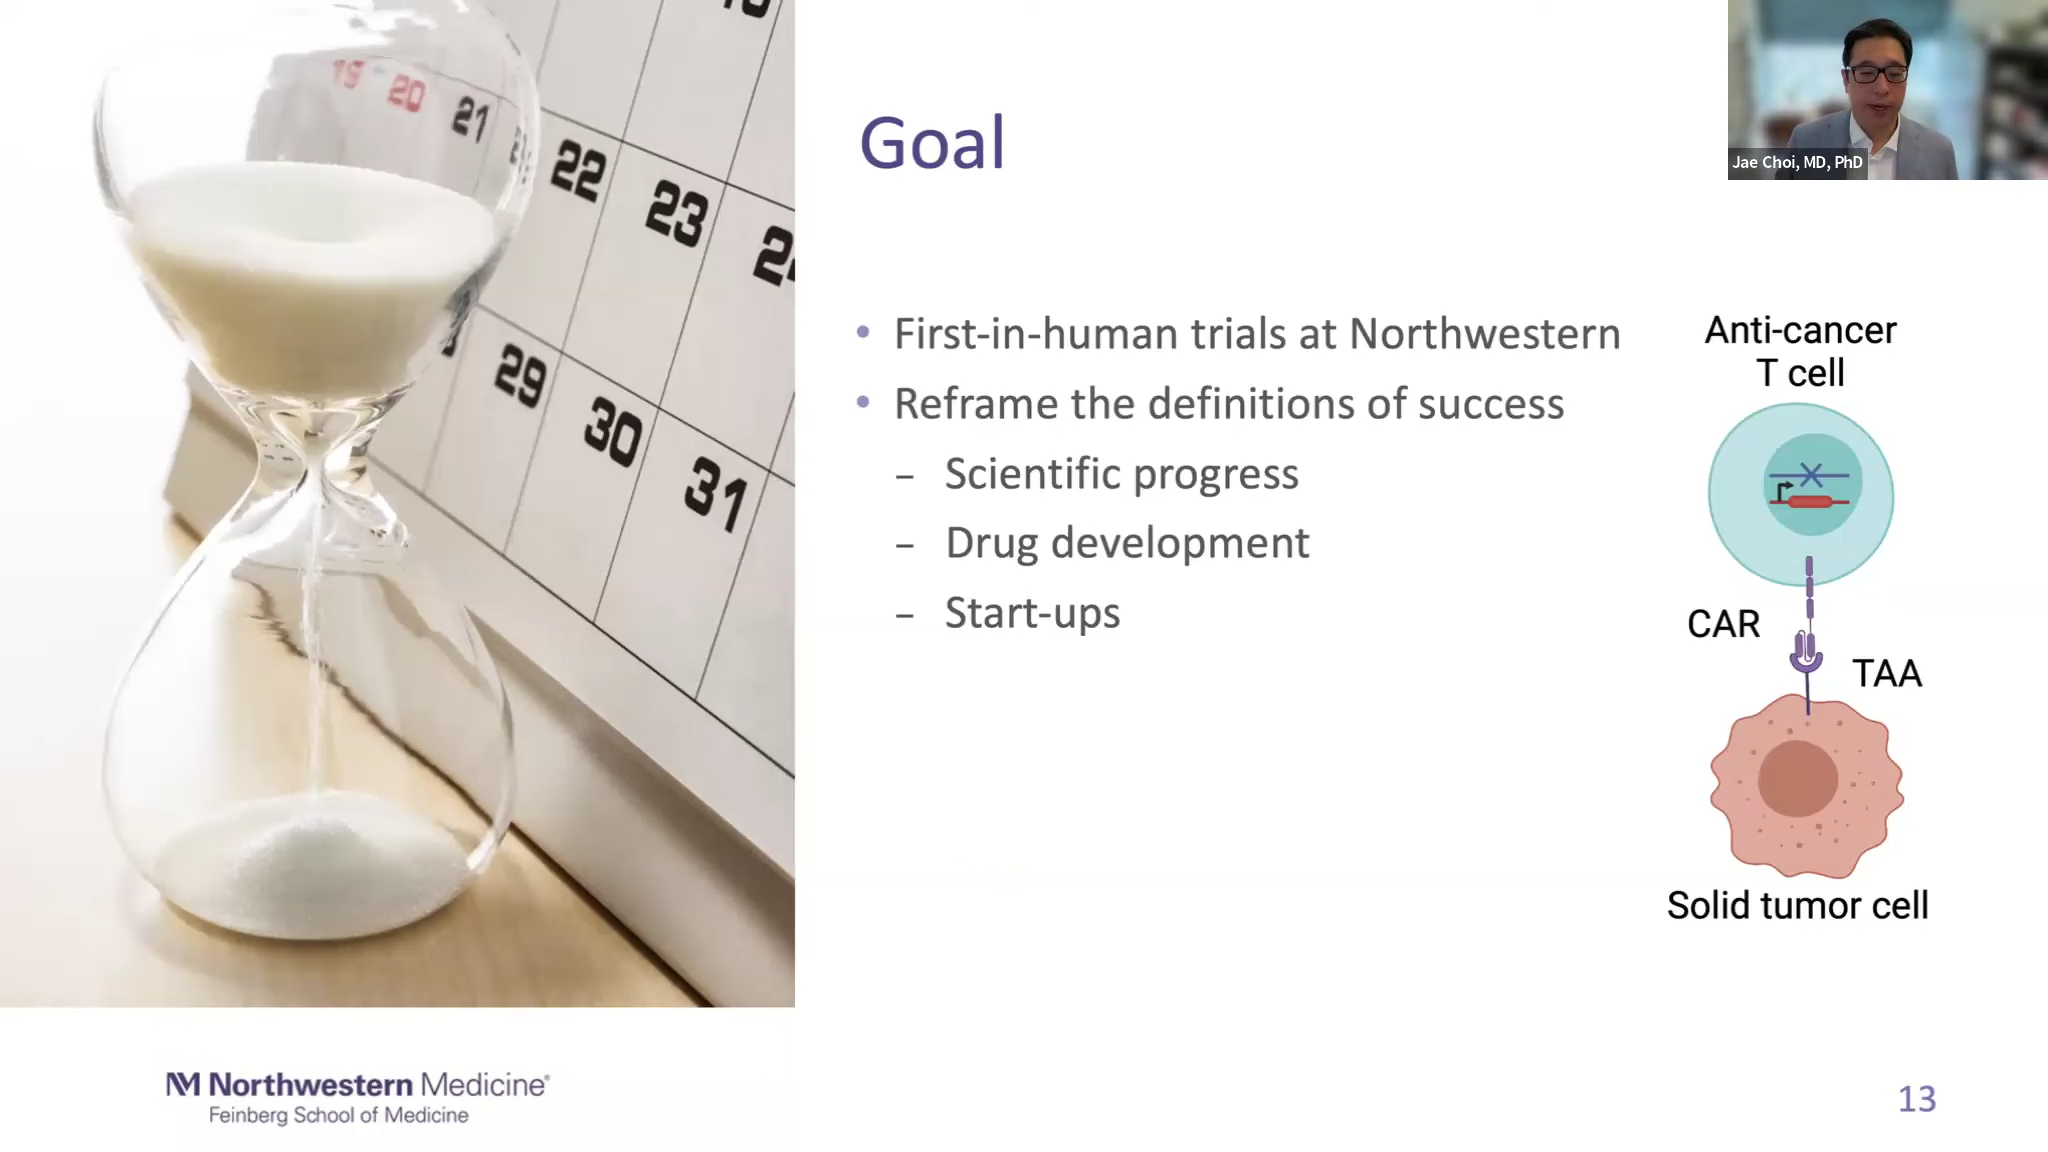 19 20 21 22 23
29 30 31
Goal
Jae Choi, MD, PhD
• First-in-human trials at Northwestern
• Reframe the definitions of success
– Scientific progress
– Drug development
– Start-ups
Anti-cancer
T cell
CAR
TAA
Solid tumor cell
NM Northwestern Medicine®
Feinberg School of Medicine
13